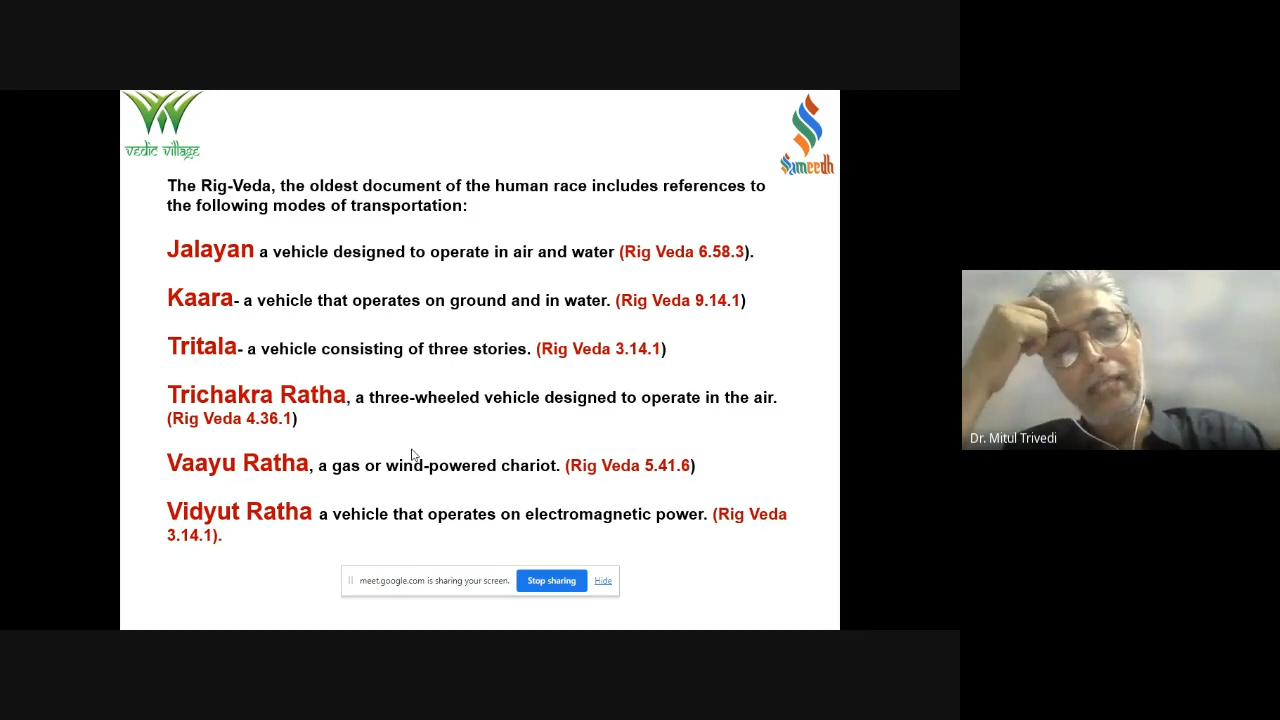 vedic village
Sameedh
The Rig-Veda, the oldest document of the human race includes references to
the following modes of transportation:
Jalayan a vehicle designed to operate in air and water (Rig Veda 6.58.3).
Kaara- a vehicle that operates on ground and in water. (Rig Veda 9.14.1)
Tritala- a vehicle consisting of three stories. (Rig Veda 3.14.1)
Trichakra Ratha, a three-wheeled vehicle designed to operate in the air.
(Rig Veda 4.36.1)
Vaayu Ratha, a gas or wind-powered chariot. (Rig Veda 5.41.6)
Vidyut Ratha a vehicle that operates on electromagnetic power. (Rig Veda
3.14.1).
meet.google.com is sharing your screen. Stop sharing Hide
Dr. Mitul Trivedi